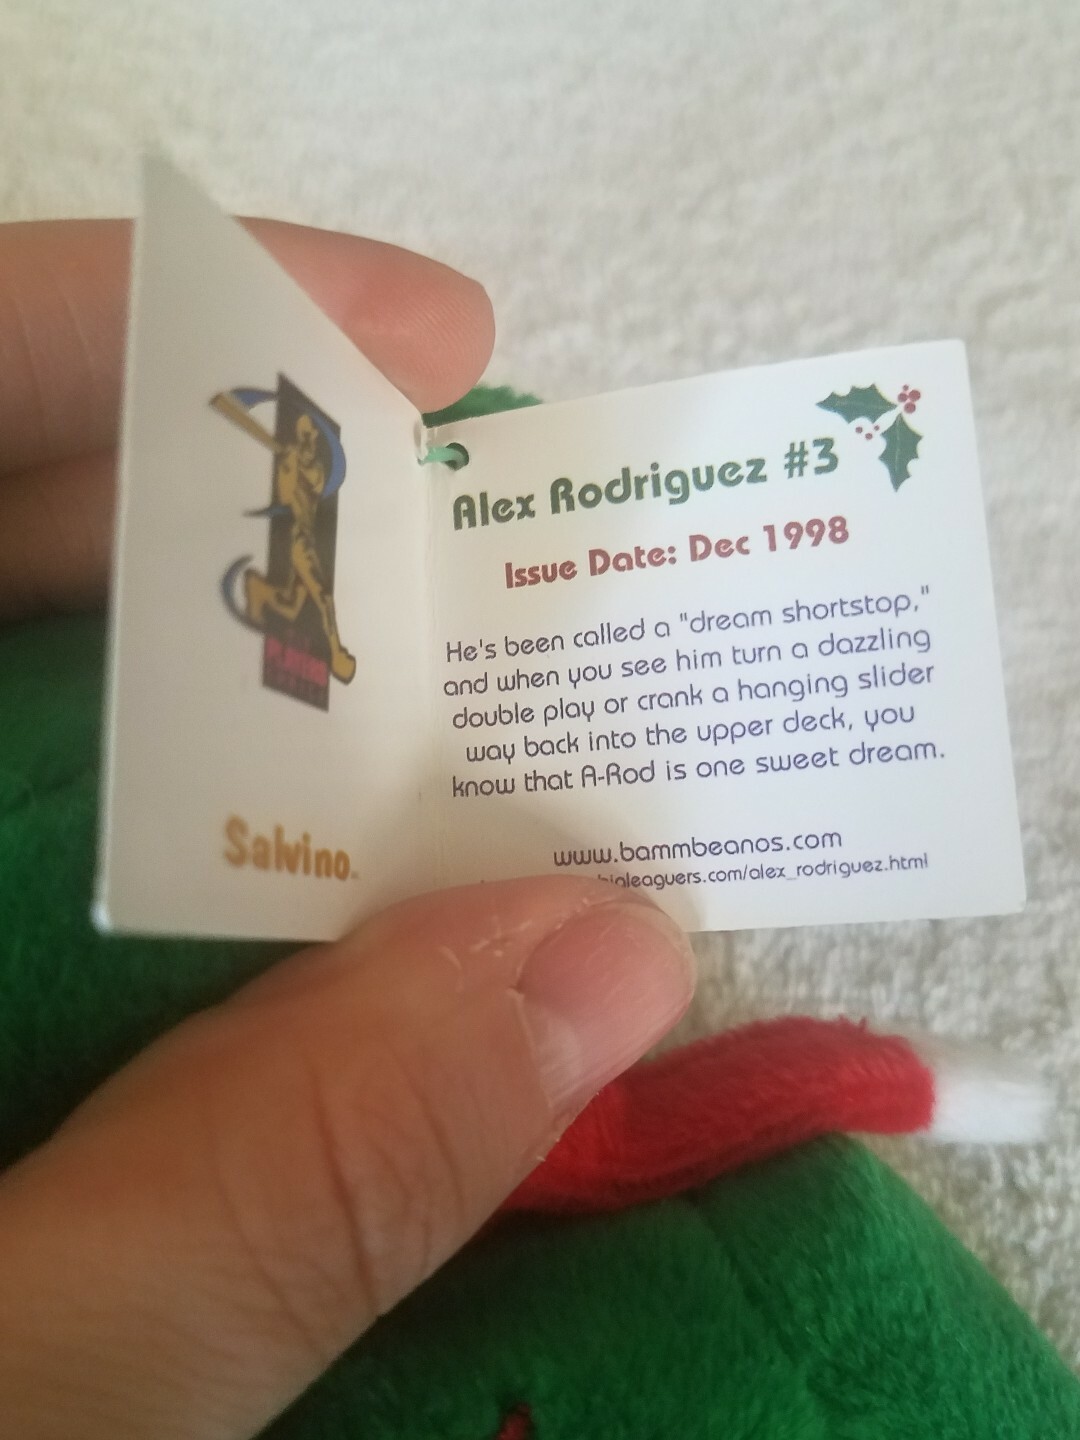 PLAYERS
Salvino
Alex Rodriguez #3
Issue Date: Dec 1998
He's been called a "dream shortstop,"
and when you see him turn a dazzling
double play or crank a hanging slider
way back into the upper deck, you
know that A-Rod is one sweet dream.
www.bammbeanos.com
bigleaguers.com/alex_rodriguez.html